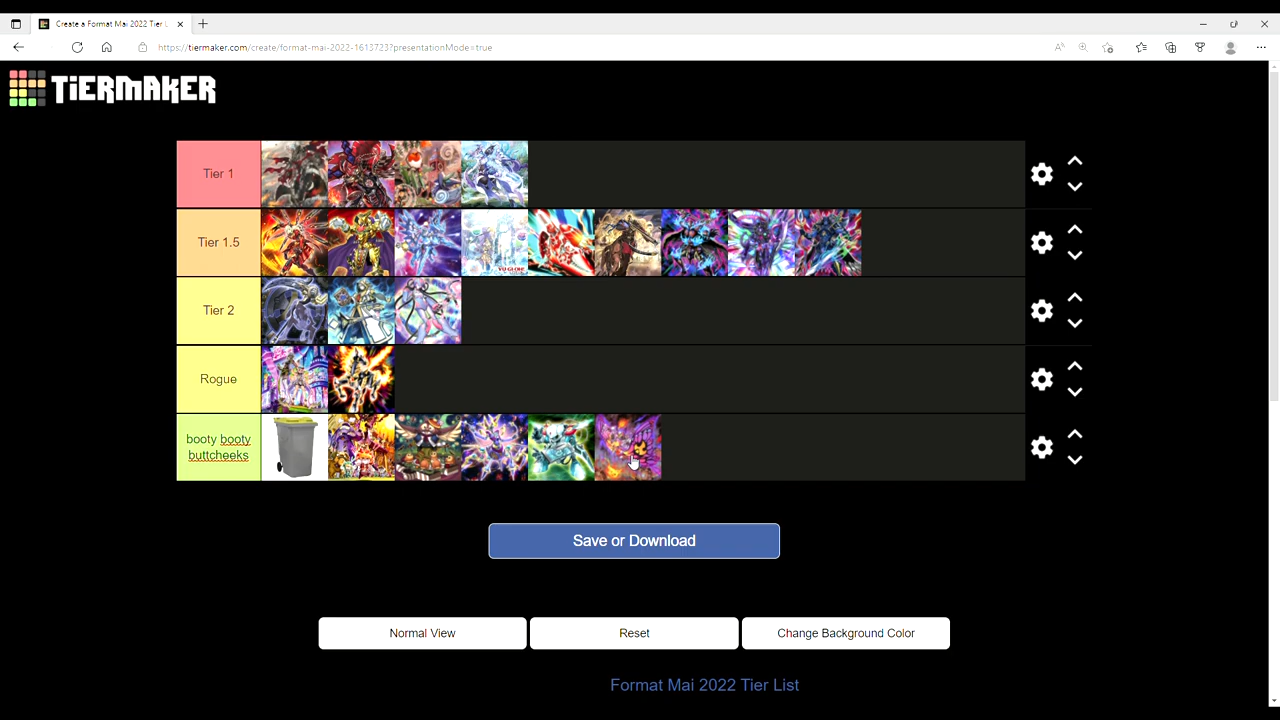 Create a Format Mai 2022 Tier L
https://tiermaker.com/create/format-mai-2022-1613723?presentationMode=true
TiERMAKER
Tier 1
Tier 1.5
Tier 2
Rogue
booty booty
buttcheeks
Save or Download
Normal View
Reset
Change Background Color
Format Mai 2022 Tier List